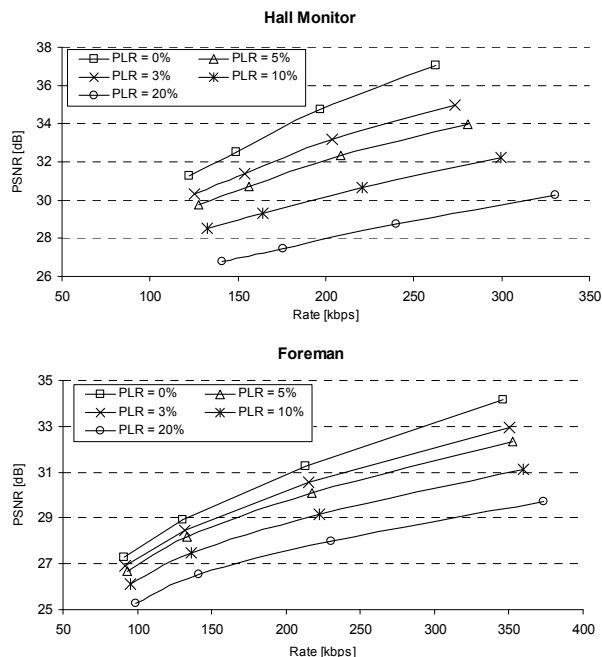 Hall Monitor
38
36
34
32
30
28
26
PSNR [dB]
PLR = 0% PLR = 5%
PLR = 3% PLR = 10%
PLR = 20%
50 100 150 200 250 300 350
Rate [kbps]
Foreman
35
33
31
29
27
25
PSNR [dB]
PLR = 0% PLR = 5%
PLR = 3% PLR = 10%
PLR = 20%
50 100 150 200 250 300 350 400
Rate [kbps]